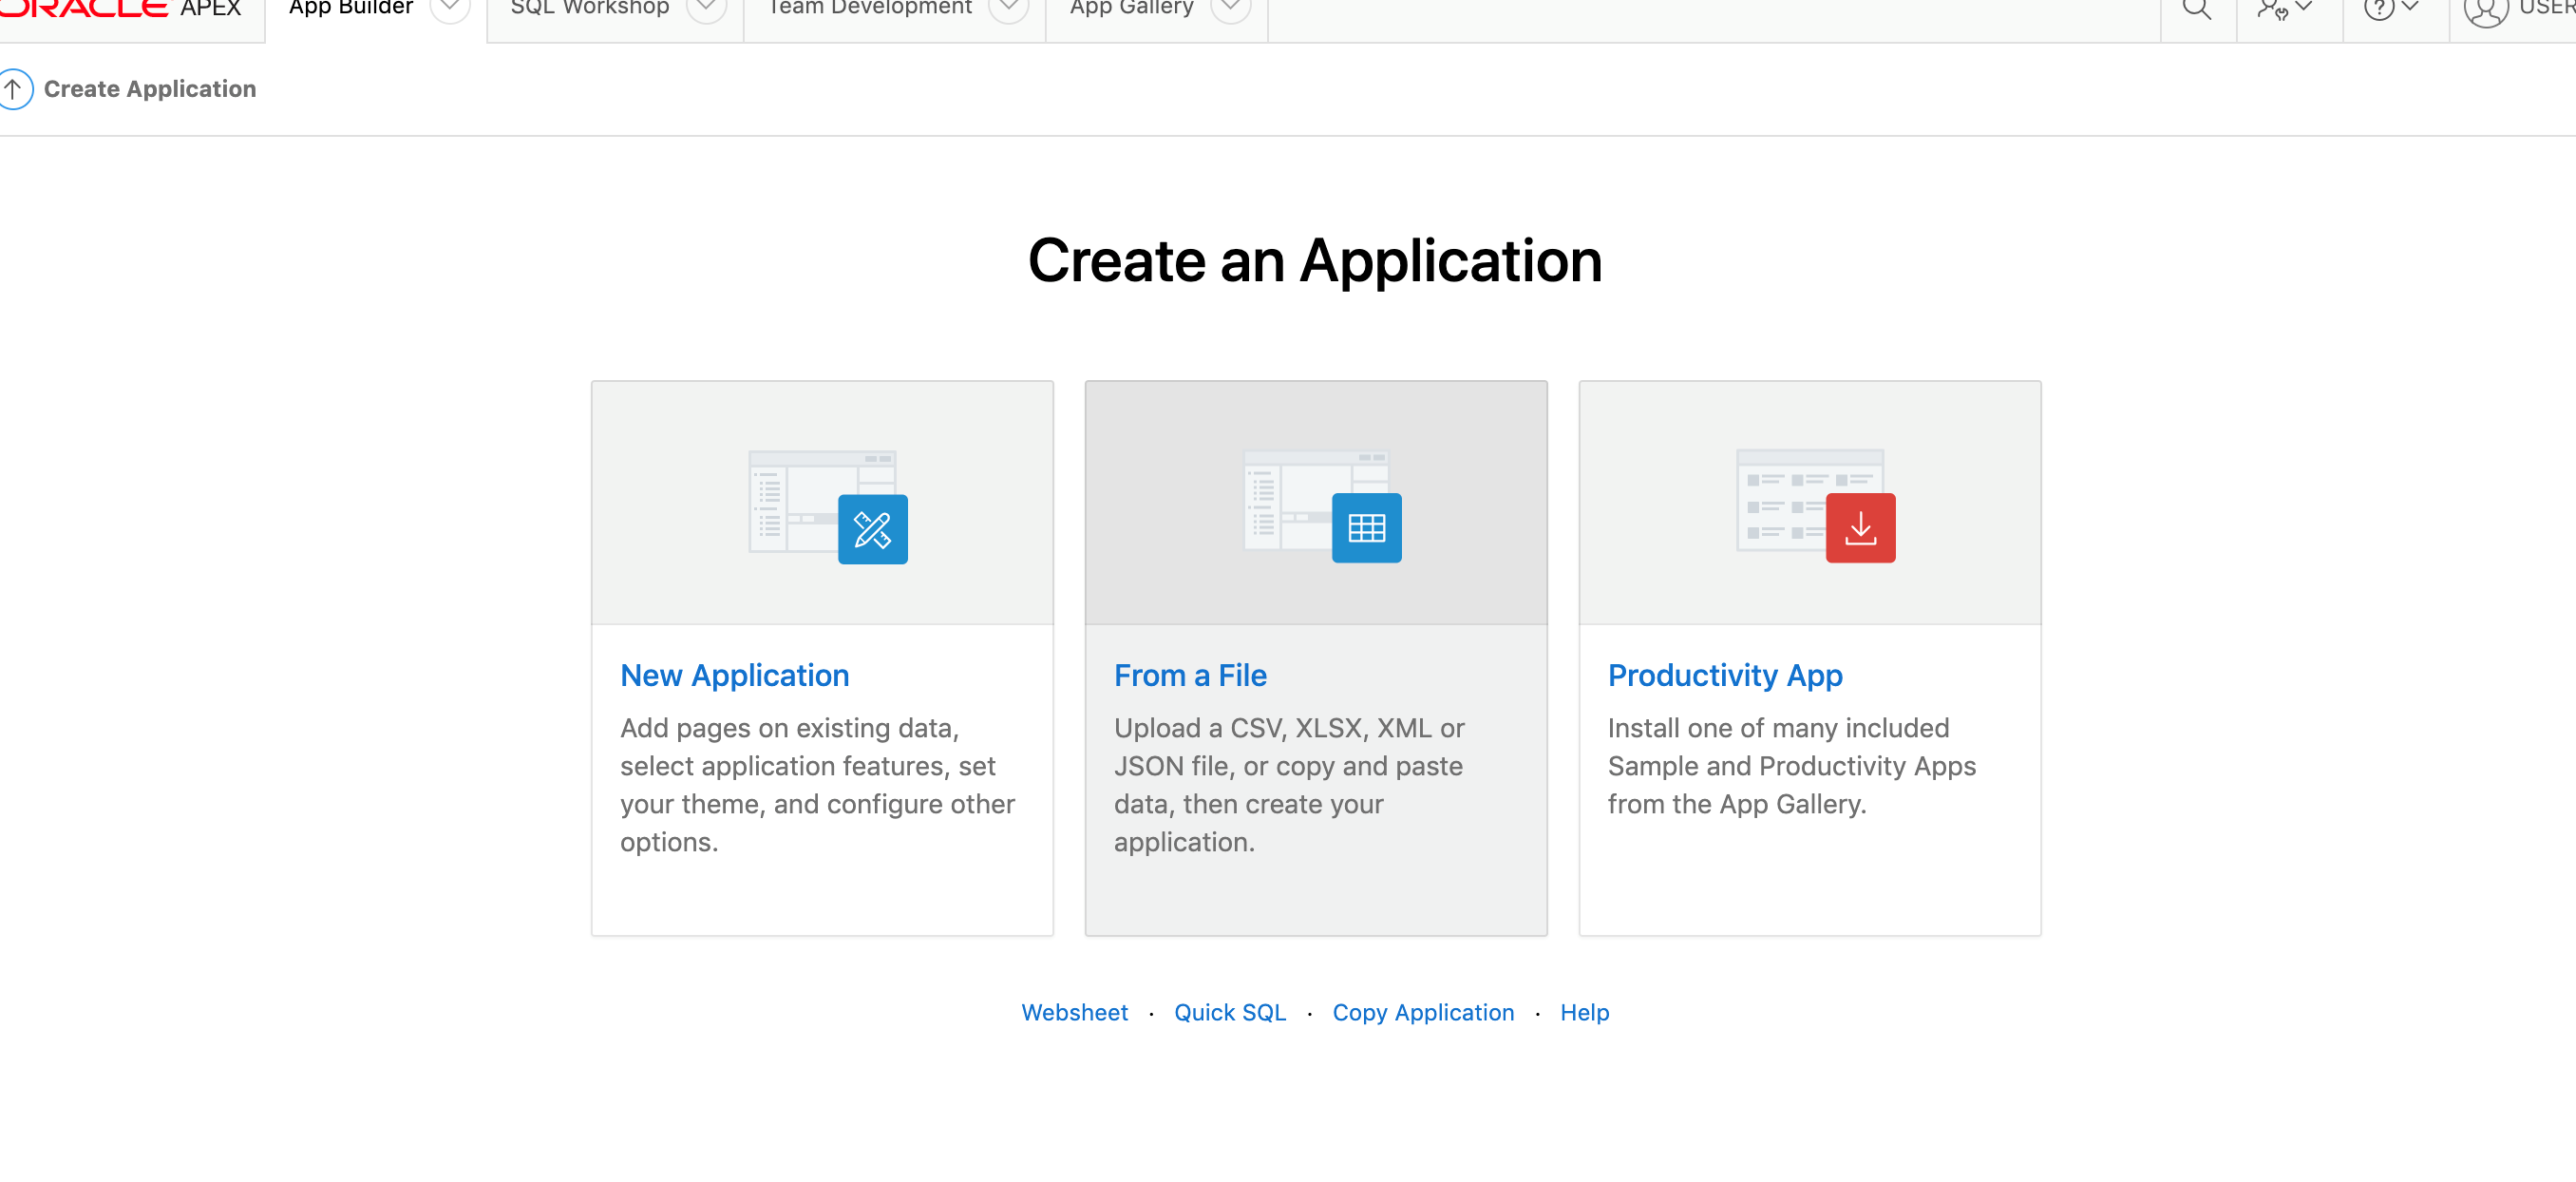 ORACLE APEX
App Builder
SQL Workshop
Team Development
App Gallery
USER
Create Application
Create an Application
New Application
Add pages on existing data,
select application features, set
your theme, and configure other
options.
From a File
Upload a CSV, XLSX, XML or
JSON file, or copy and paste
data, then create your
application.
Productivity App
Install one of many included
Sample and Productivity Apps
from the App Gallery.
Websheet · Quick SQL · Copy Application · Help